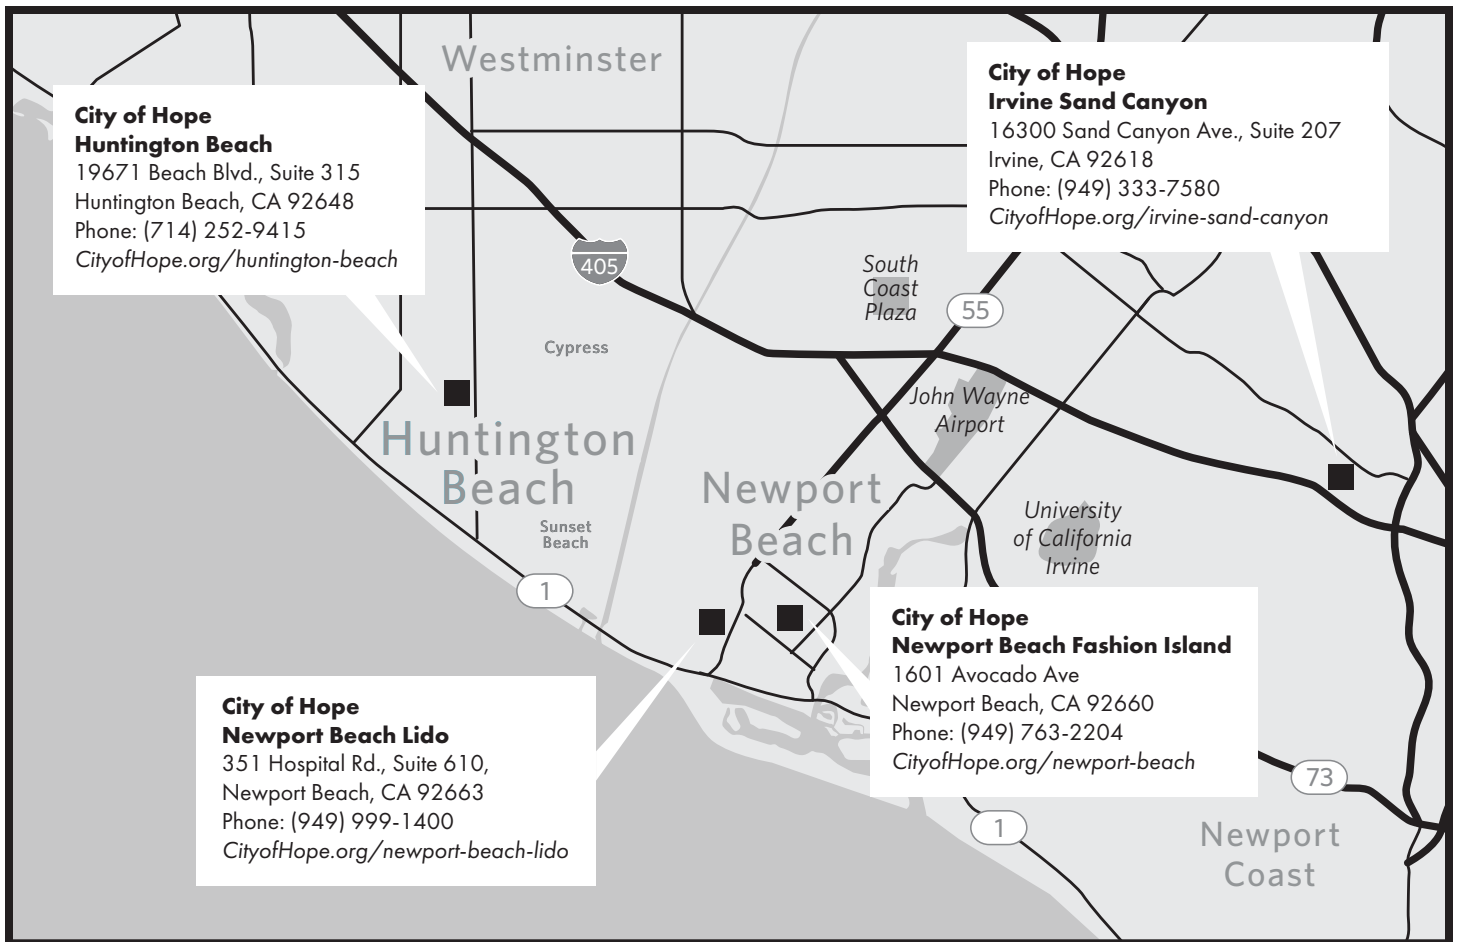 Westminster
City of Hope
Huntington Beach
19671 Beach Blvd., Suite 315
Huntington Beach, CA 92648
Phone: (714) 252-9415
CityofHope.org/huntington-beach
City of Hope
Irvine Sand Canyon
16300 Sand Canyon Ave., Suite 207
Irvine, CA 92618
Phone: (949) 333-7580
CityofHope.org/irvine-sand-canyon
405
South
Coast
Plaza
55
Cypress
John Wayne
Airport
Huntington
Beach
Newport
Beach
Sunset
Beach
University
of California
Irvine
1
City of Hope
Newport Beach Fashion Island
1601 Avocado Ave
Newport Beach, CA 92660
Phone: (949) 763-2204
CityofHope.org/newport-beach
City of Hope
Newport Beach Lido
351 Hospital Rd., Suite 610,
Newport Beach, CA 92663
Phone: (949) 999-1400
CityofHope.org/newport-beach-lido
73
1
Newport
Coast